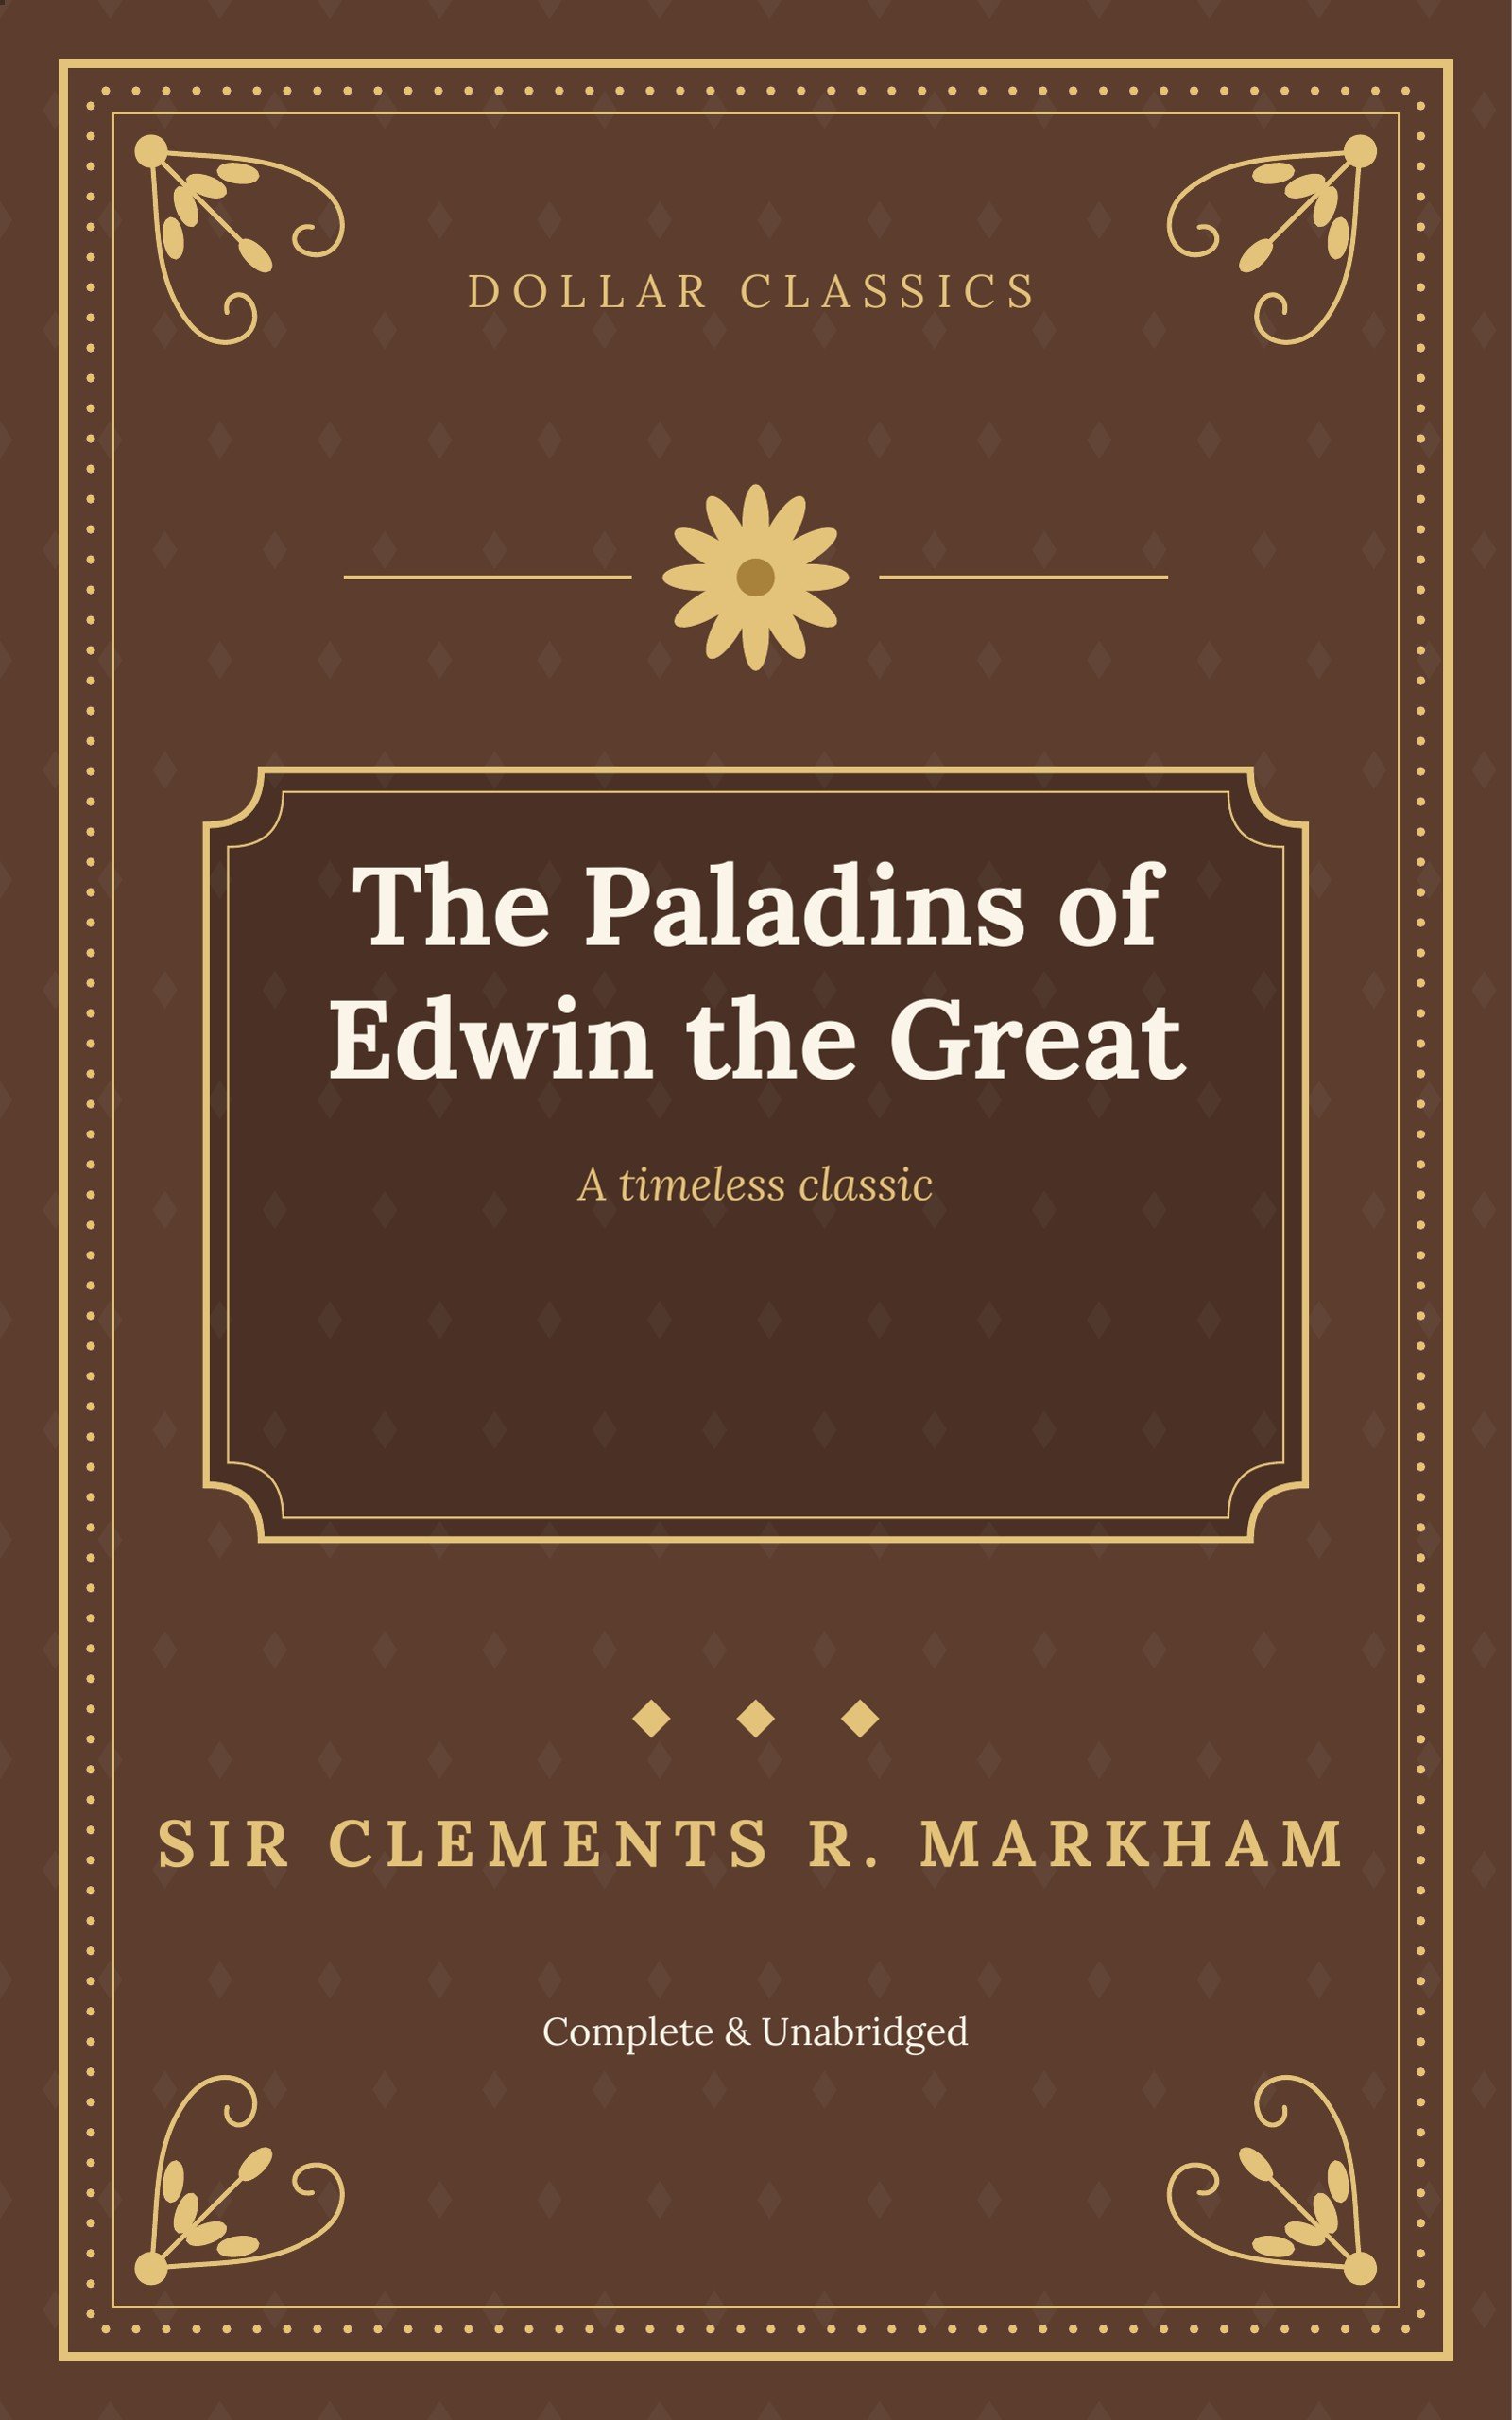 DOLLAR CLASSICS
The Paladins of
Edwin the Great
A timeless classic
SIR CLEMENTS R. MARKHAM
Complete & Unabridged